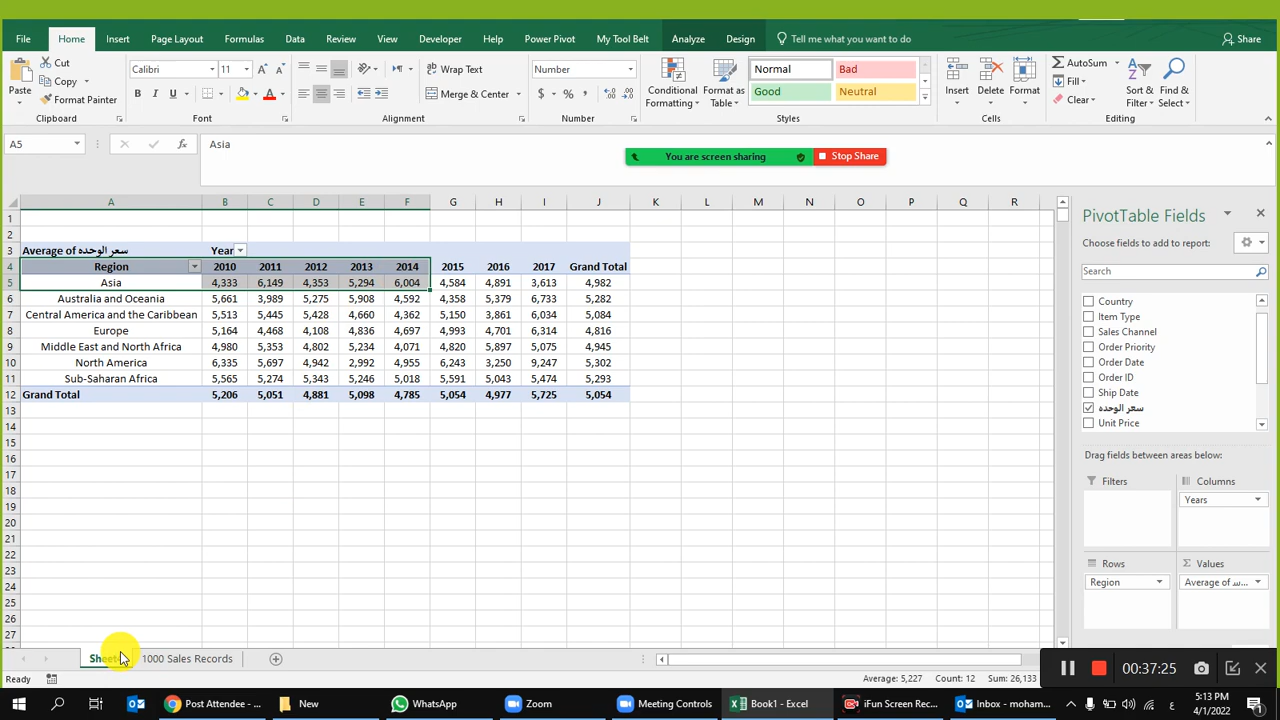 File Home Insert Page Layout Formulas Data Review View Developer Help Power Pivot My Tool Belt Analyze Design Tell me what you want to do Share
Paste Cut Copy Format Painter
Calibri 11 A A
B I U A
Wrap Text
Merge & Center
Number
$ % ,
Conditional Formatting Format as Table
Normal Bad
Good Neutral
Insert Delete Format
AutoSum Fill Clear
Sort & Filter Find & Select
Clipboard Font Alignment Number Styles Cells Editing
A5 fx Asia
You are screen sharing Stop Share
A B C D E F G H I J K L M N O P Q R
1
2
3 Average of سعر الوحده Year
4 Region 2010 2011 2012 2013 2014 2015 2016 2017 Grand Total
5 Asia 4,333 6,149 4,353 5,294 6,004 4,584 4,891 3,613 4,982
6 Australia and Oceania 5,661 3,989 5,275 5,908 4,592 4,358 5,379 6,733 5,282
7 Central America and the Caribbean 5,513 5,445 5,428 4,660 4,362 5,150 3,861 6,034 5,084
8 Europe 5,164 4,468 4,108 4,836 4,697 4,993 4,701 6,314 4,816
9 Middle East and North Africa 4,980 5,353 4,802 5,234 4,071 4,820 5,897 5,075 4,945
10 North America 6,335 5,697 4,942 2,992 4,955 6,243 3,250 9,247 5,302
11 Sub-Saharan Africa 5,565 5,274 5,343 5,246 5,018 5,591 5,043 5,474 5,293
12 Grand Total 5,206 5,051 4,881 5,098 4,785 5,054 4,977 5,725 5,054
13
14
15
16
17
18
19
20
21
22
23
24
25
26
27
PivotTable Fields
Choose fields to add to report:
Search
Country
Item Type
Sales Channel
Order Priority
Order Date
Order ID
Ship Date
سعر الوحده
Unit Price
Drag fields between areas below:
Filters Columns
Years
Rows Values
Region Average of س...
1000 Sales Records
Ready Average: 5,227 Count: 12 Sum: 26,133
00:37:25
Post Attendee - ... New WhatsApp Zoom Meeting Controls Book1 - Excel iFun Screen Rec... Inbox - moham...
ع 5:13 PM
4/1/2022